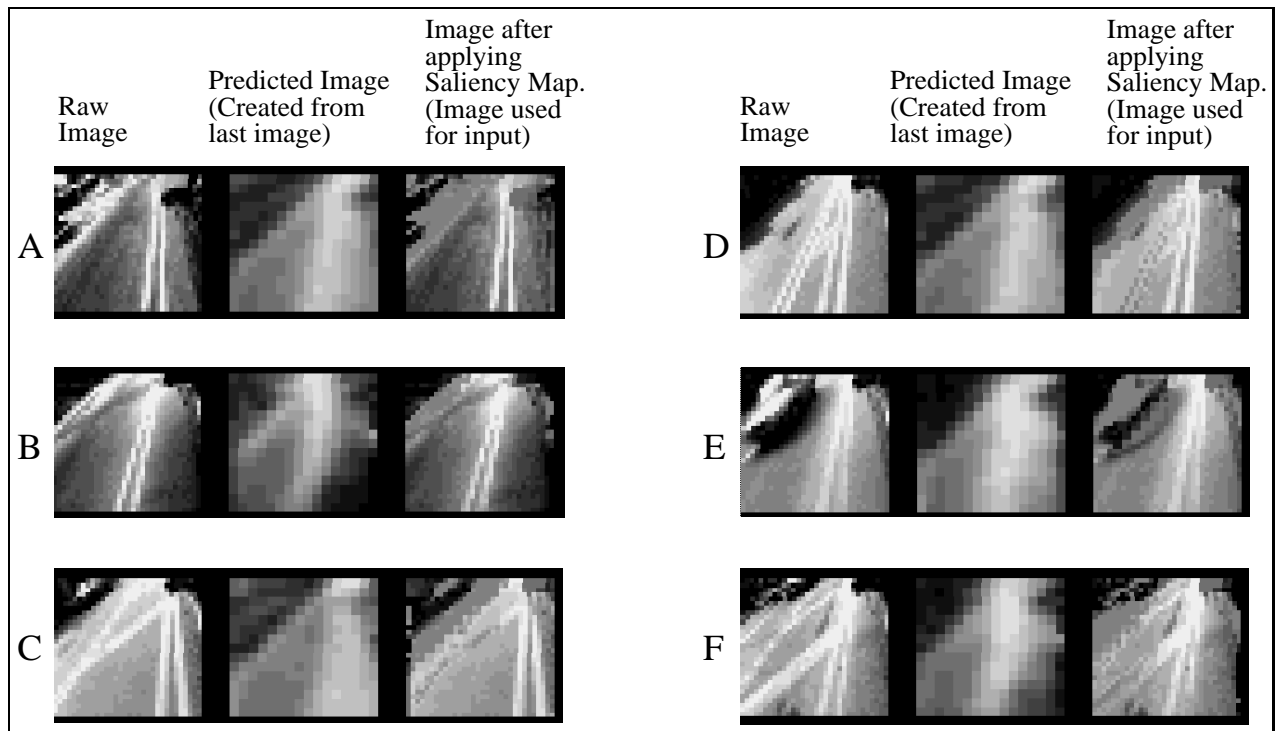 Raw
Image
Predicted Image
(Created from
last image)
Image after
applying
Saliency Map.
(Image used
for input)
Raw
Image
Predicted Image
(Created from
last image)
Image after
applying
Saliency Map.
(Image used
for input)
A
D
B
E
C
F